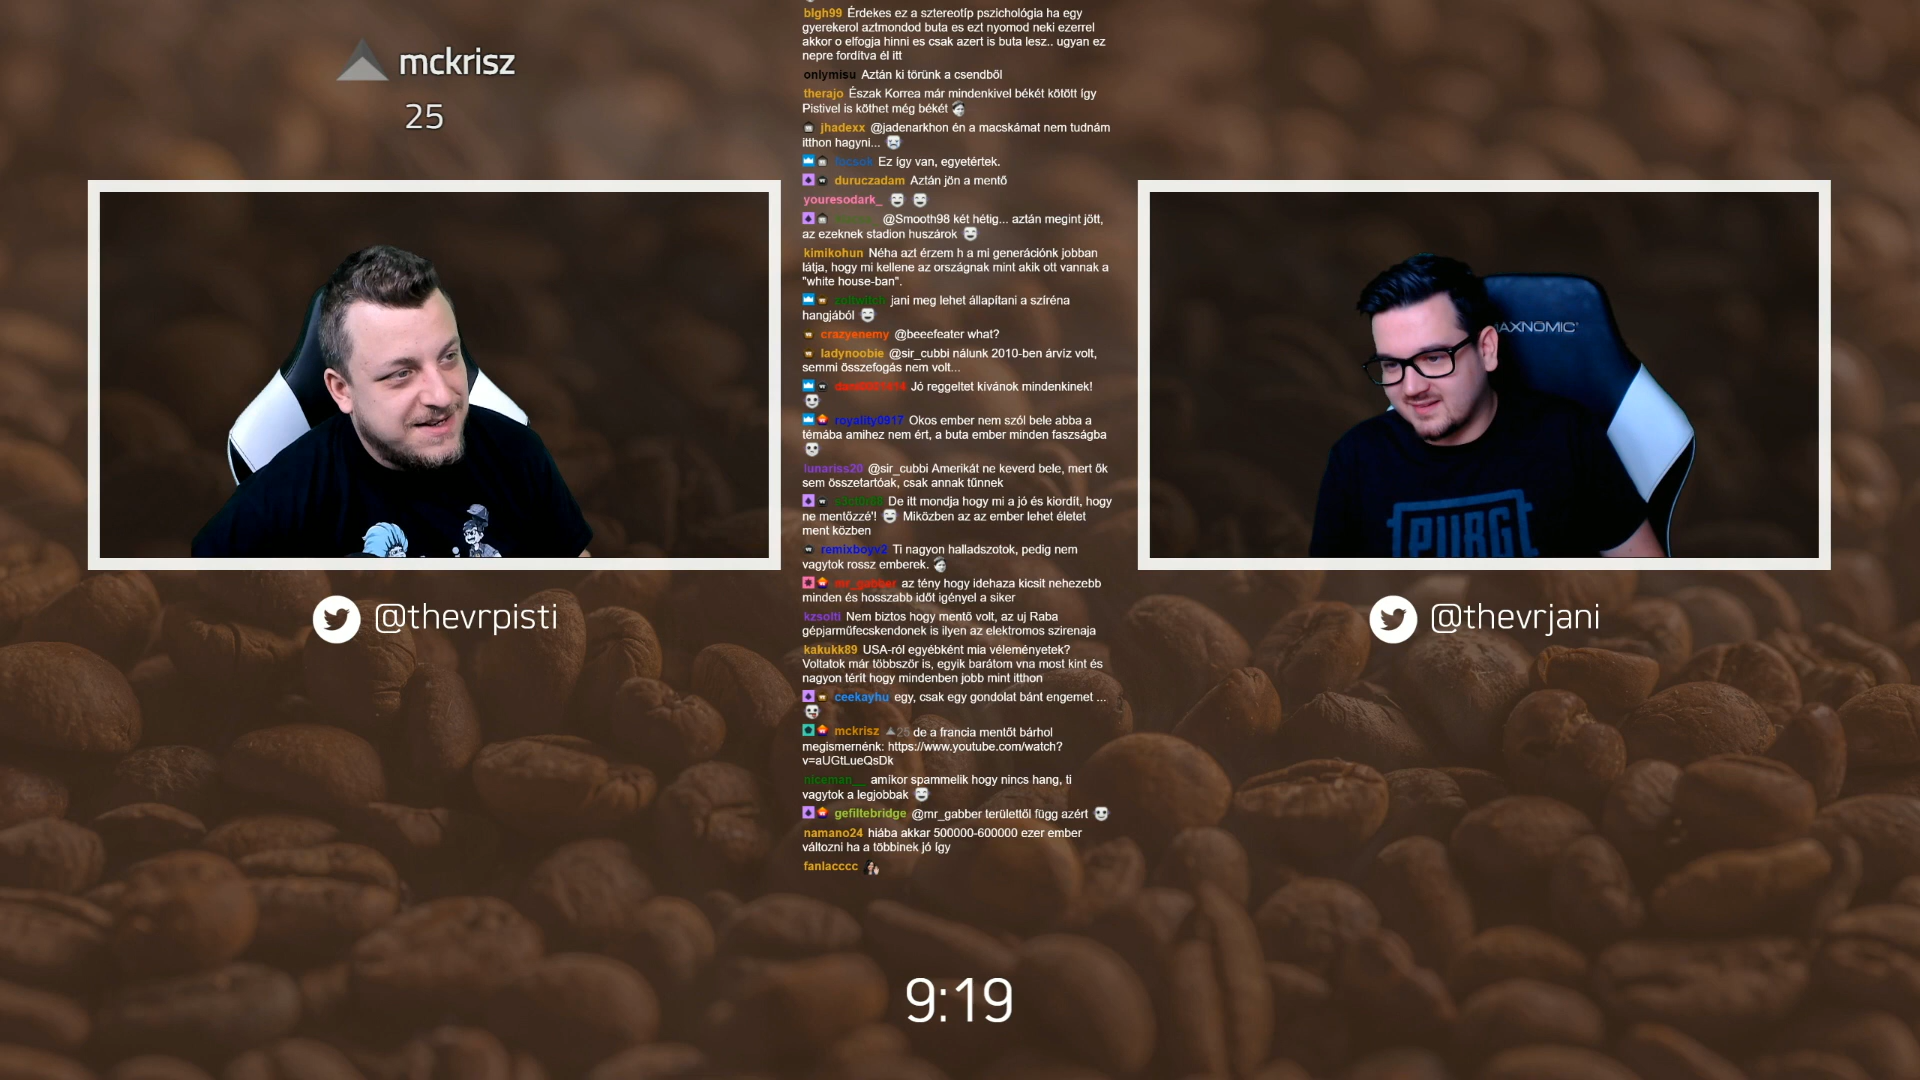 mckrisz
25
blgh99 Érdekes ez a sztereotíp pszichológia ha egy
gyerekerol aztmondod buta es ezt nyomod neki ezerrel
akkor o elfogja hinni es csak azert is buta lesz.. ugyan ez
nepre fordítva él itt
onlymisu Aztán ki törünk a csendből
therajo Észak Korrea már mindenkivel békét kötött így
Pistivel is köthet még békét
jhadexx @jadenarkhon én a macskámat nem tudnám
itthon hagyni...
Ez így van, egyetértek.
duruczadam Aztán jön a mentő
youresodark_
@Smooth98 két hétig... aztán megint jött,
az ezeknek stadion huszárok
kimikohun Néha azt érzem h a mi generációnk jobban
látja, hogy mi kellene az országnak mint akik ott vannak a
"white house-ban".
zoltwitch jani meg lehet állapítani a sziréna
hangjából
crazyenemy @beeefeater what?
ladynoobie @sir_cubbi nálunk 2010-ben árvíz volt,
semmi összefogás nem volt...
Jó reggeltet kívánok mindenkinek!
royality0917 Okos ember nem szól bele abba a
témába amihez nem ért, a buta ember minden faszságba
lunariss20 @sir_cubbi Amerikát ne keverd bele, mert ők
sem összetartóak, csak annak tűnnek
De itt mondja hogy mi a jó és kiordít, hogy
ne mentőzzé'! Miközben az az ember lehet életet
ment közben
remixboyv2 Ti nagyon halladszotok, pedig nem
vagytok rossz emberek.
mr_gabber az tény hogy idehaza kicsit nehezebb
minden és hosszabb időt igényel a siker
kzsolti Nem biztos hogy mentő volt, az uj Raba
gépjarműfecskendonek is ilyen az elektromos szirenaja
kakukk89 USA-ról egyébként mia véleményetek?
Voltatok már többször is, egyik barátom vna most kint és
nagyon térít hogy mindenben jobb mint itthon
ceekayhu egy, csak egy gondolat bánt engemet ...
mckrisz 25 de a francia mentőt bárhol
megismernénk: https://www.youtube.com/watch?
v=aUGtLueQsDk
niceman__ amíkor spammelik hogy nincs hang, ti
vagytok a legjobbak
gefiltebridge @mr_gabber területtől függ azért
namano24 hiába akkar 500000-600000 ezer ember
változni ha a többinek jó így
fanlacccc
AXNOMIC
PUBG
@thevrpisti
@thevrjani
9:19